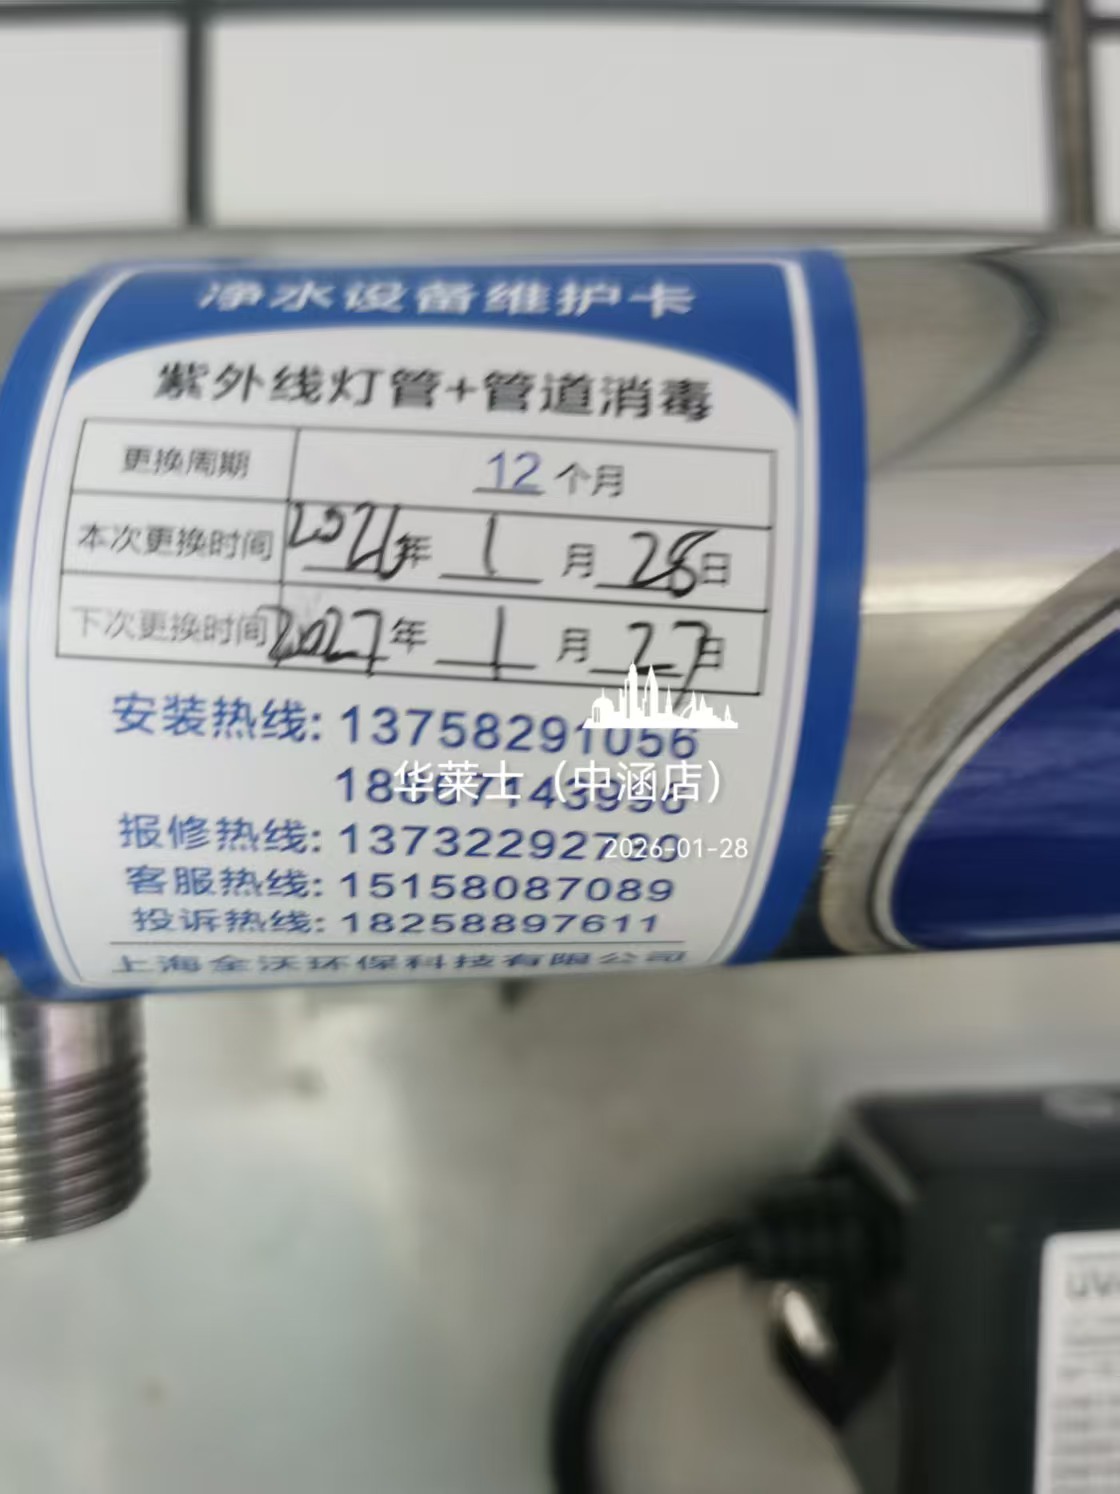 净水设备维护卡
紫外线灯管+管道消毒
更换周期 12 个月
本次更换时间 2026年 1 月 28日
下次更换时间 2027年 1 月 27日
安装热线: 13758291056
华莱士（中涵店）
报修热线:
2026-01-28
客服热线: 15158087089
投诉热线: 18258897611
上海全沃环保科技有限公司